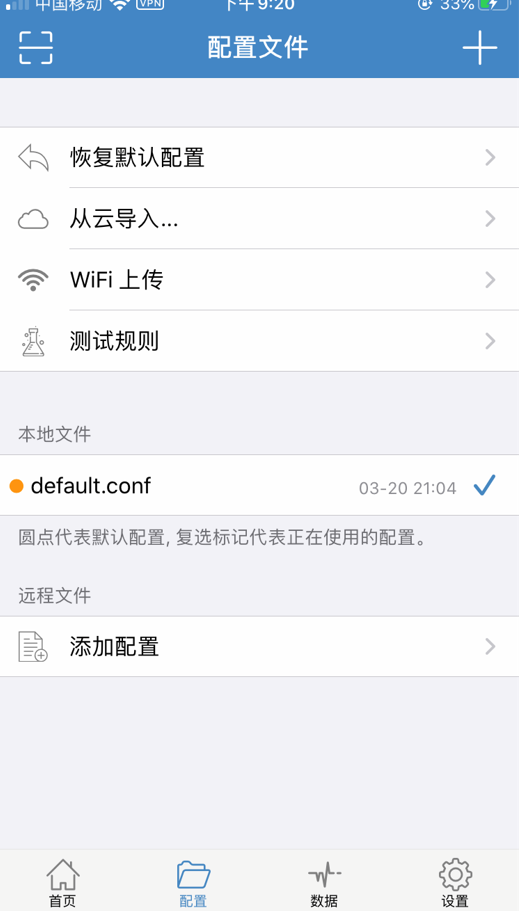 中国移动 VPN 下午9:20 33%
配置文件
恢复默认配置
从云导入...
WiFi 上传
测试规则
本地文件
default.conf 03-20 21:04
圆点代表默认配置, 复选标记代表正在使用的配置。
远程文件
添加配置
首页 配置 数据 设置